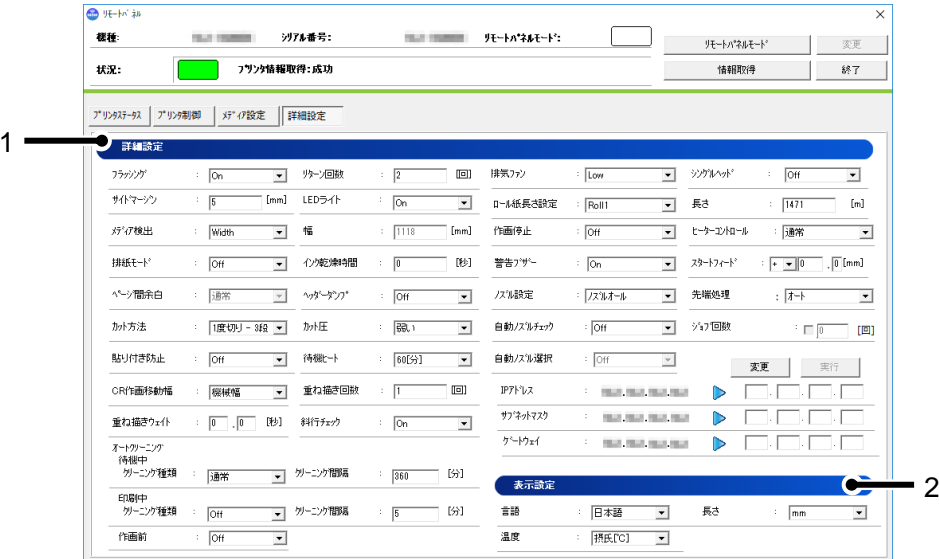 リモートパネル
機種:
シリアル番号:
リモートパネルモード:
リモートパネルモード
変更
状況:
プリンタ情報取得:成功
情報取得
終了
プリンタステータス
プリンタ制御
メディア設定
詳細設定
1
詳細設定
フラッシング : On
リターン回数 : 2 [回]
排気ファン : Low
シングルヘッド : Off
サイドマージン : 5 [mm]
LEDライト : On
ロール紙長さ設定 : Roll1
長さ : 1471 [m]
メディア検出 : Width
幅 : 1118 [mm]
作画停止 : Off
ヒーターコントロール : 通常
排紙モード : Off
インク乾燥時間 : 0 [秒]
警告ブザー : On
スタートフィード : + 0 .0 [mm]
ページ間余白 : 通常
ヘッダーダンプ : Off
ノズル設定 : ノズルオール
先端処理 : オート
カット方法 : 1度切り - 3段
カット圧 : 弱い
自動ノズルチェック : Off
ジョブ回数 : 0 [回]
貼り付き防止 : Off
待機ヒート : 60[分]
自動ノズル選択 : Off
変更
実行
CR作画移動幅 : 機械幅
重ね描き回数 : 1 [回]
IPアドレス :
重ね描きウェイト : 0 .0 [秒]
斜行チェック : On
サブネットマスク :
ゲートウェイ :
オートクリーニング
待機中
クリーニング種類 : 通常
クリーニング間隔 : 360 [分]
印刷中
クリーニング種類 : Off
クリーニング間隔 : 5 [分]
作画前 : Off
表示設定
2
言語 : 日本語
長さ : mm
温度 : 摂氏[℃]